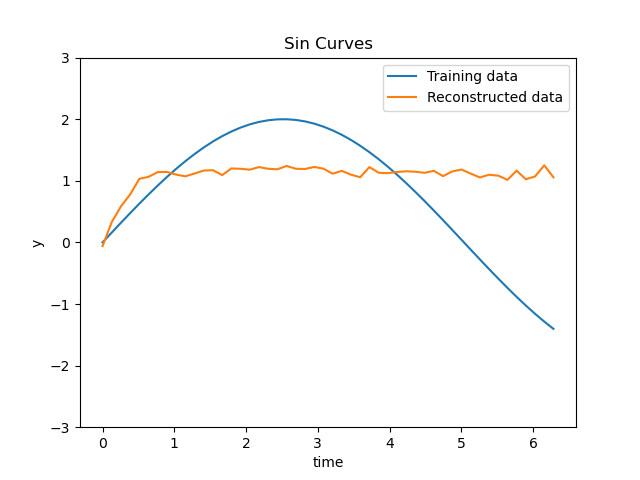 Sin Curves
Training data
Reconstructed data
3
2
1
0
−1
−2
−3
y
0 1 2 3 4 5 6
time